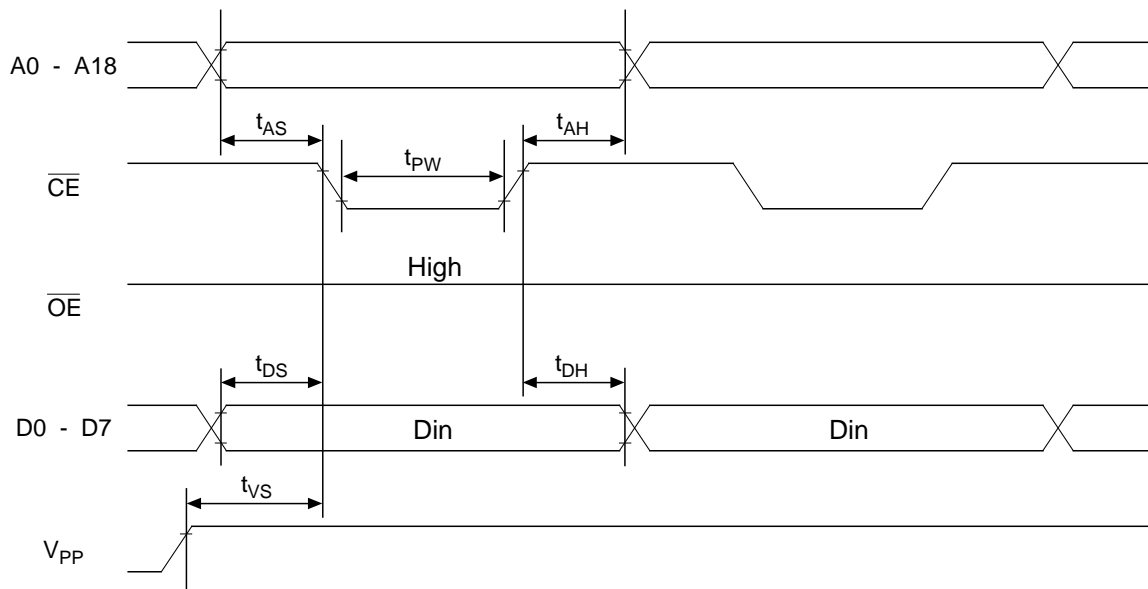 A0 - A18
tAS
tAH
tPW
CE
High
OE
tDS
tDH
D0 - D7
Din
Din
tVS
VPP